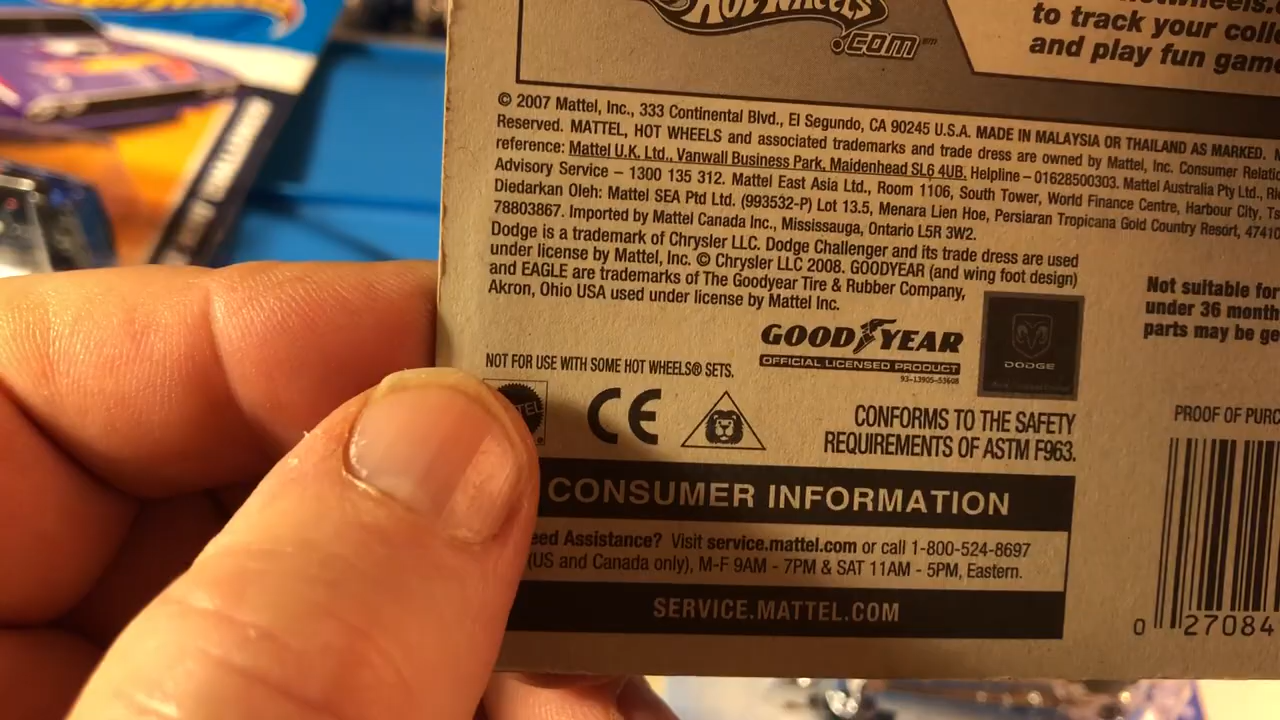 HOT WHEELS
.com
to track your
and play fun
© 2007 Mattel, Inc., 333 Continental Blvd., El Segundo, CA 90245 U.S.A. MADE IN MALAYSIA OR THAILAND AS MARKED.
Reserved. MATTEL, HOT WHEELS and associated trademarks and trade dress are owned by Mattel, Inc. Consumer
reference: Mattel U.K. Ltd., Vanwall Business Park, Maidenhead SL6 4UB. Helpline – 01628500303. Mattel Australia Pty Ltd.,
Advisory Service – 1300 135 312. Mattel East Asia Ltd., Room 1106, South Tower, World Finance Centre, Harbour City,
Diedarkan Oleh: Mattel SEA Ptd Ltd. (993532-P) Lot 13.5, Menara Lien Hoe, Persiaran Tropicana Gold Country Resort, 4741
78803867. Imported by Mattel Canada Inc., Mississauga, Ontario L5R 3W2.
Dodge is a trademark of Chrysler LLC. Dodge Challenger and its trade dress are used
under license by Mattel, Inc. © Chrysler LLC 2008. GOODYEAR (and wing foot design)
and EAGLE are trademarks of The Goodyear Tire & Rubber Company,
Akron, Ohio USA used under license by Mattel Inc.
Not suitable for
under 36
parts may be
GOOD YEAR
OFFICIAL LICENSED PRODUCT
93-13905-53608
DODGE
NOT FOR USE WITH SOME HOT WHEELS® SETS.
CE
CONFORMS TO THE SAFETY
REQUIREMENTS OF ASTM F963.
PROOF OF
CONSUMER INFORMATION
Assistance? Visit service.mattel.com or call 1-800-524-8697
(US and Canada only), M-F 9AM - 7PM & SAT 11AM - 5PM, Eastern.
SERVICE.MATTEL.COM
0 27084